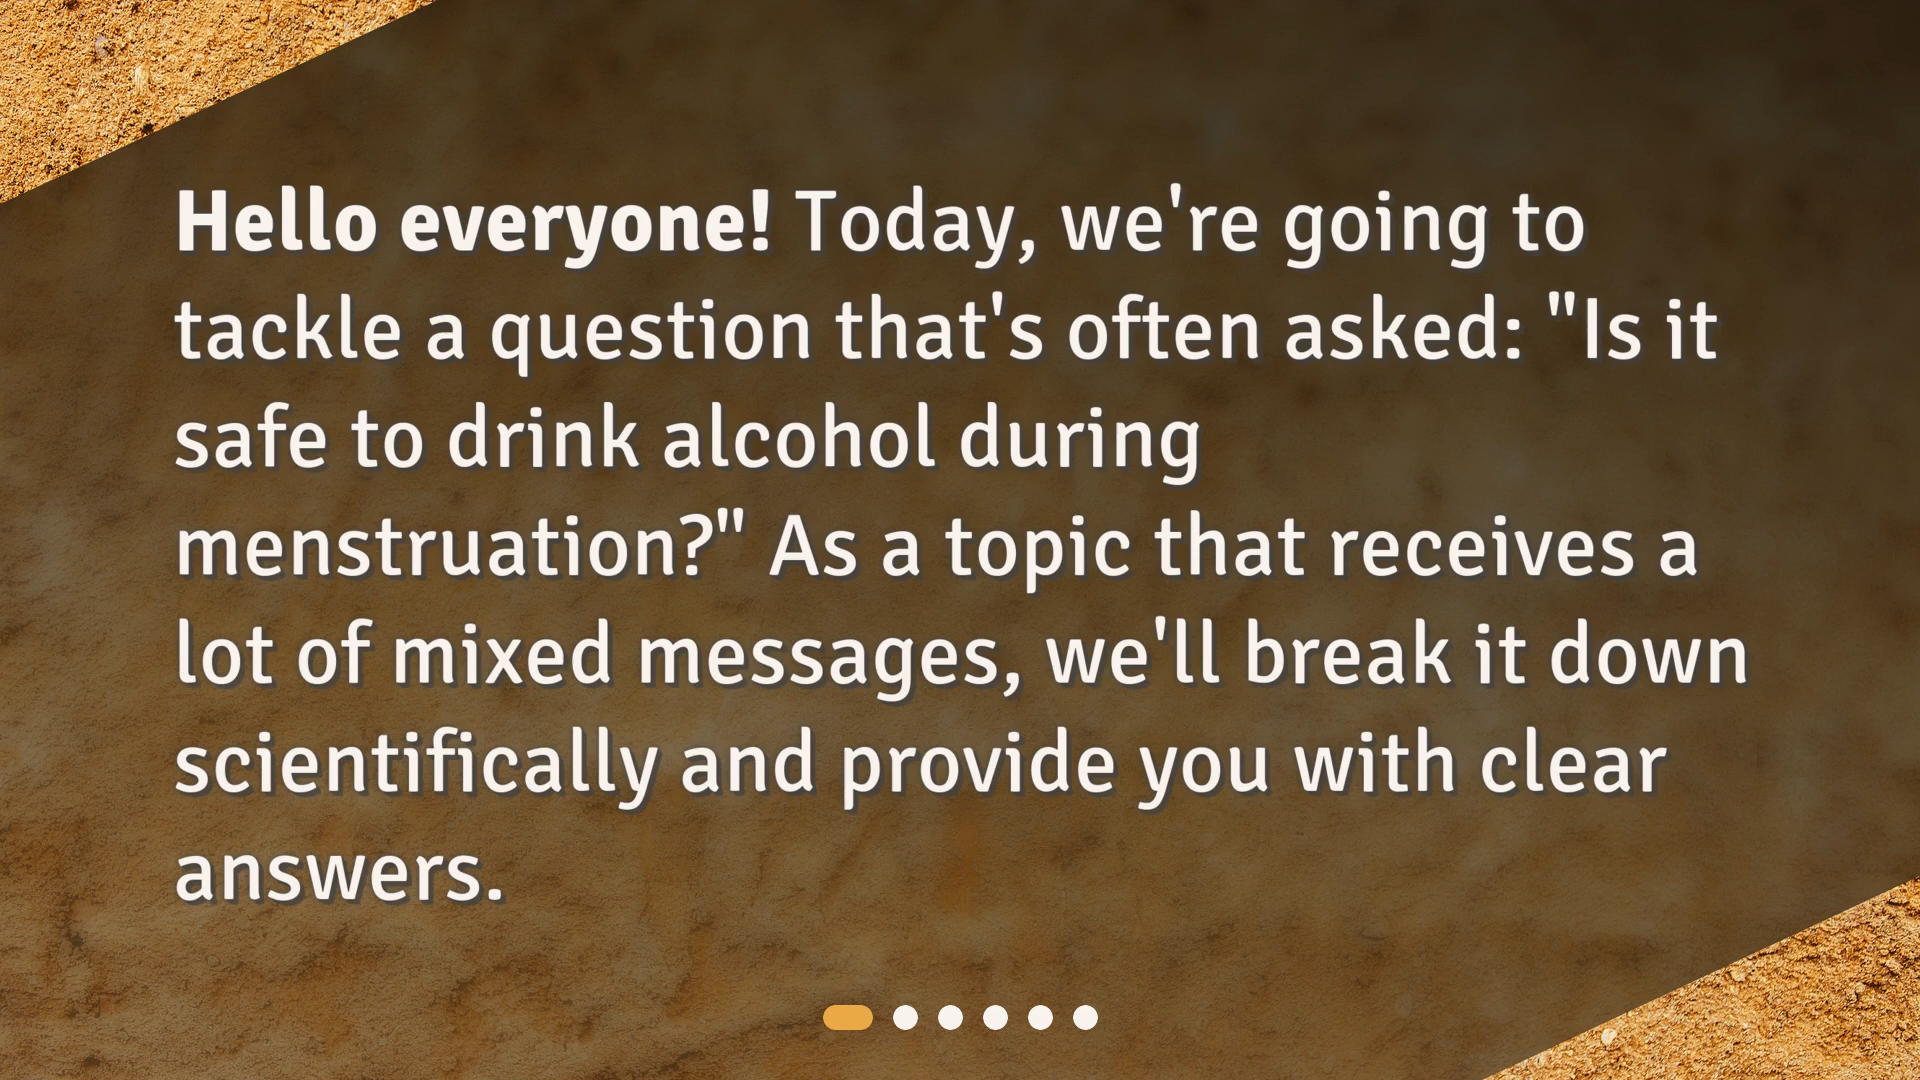 Hello everyone! Today, we're going to
tackle a question that's often asked: "Is it
safe to drink alcohol during
menstruation?" As a topic that receives a
lot of mixed messages, we'll break it down
scientifically and provide you with clear
answers.